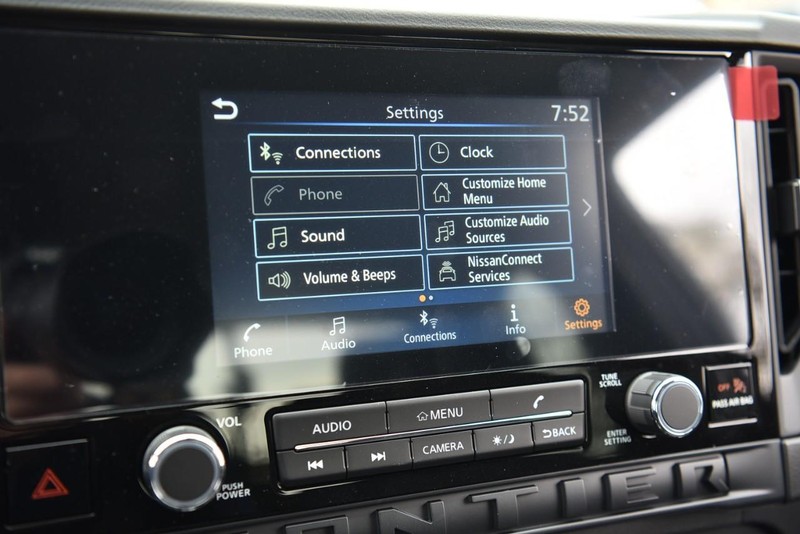 Settings 7:52
Connections Clock
Phone Customize Home
Menu
Sound Customize Audio
Sources
Volume & Beeps NissanConnect
Services
Phone Audio Connections Info Settings
VOL
PUSH
POWER
AUDIO MENU
CAMERA BACK
TUNE
SCROLL
ENTER
SETTING
OFF
PASS AIR BAG
ONTIER